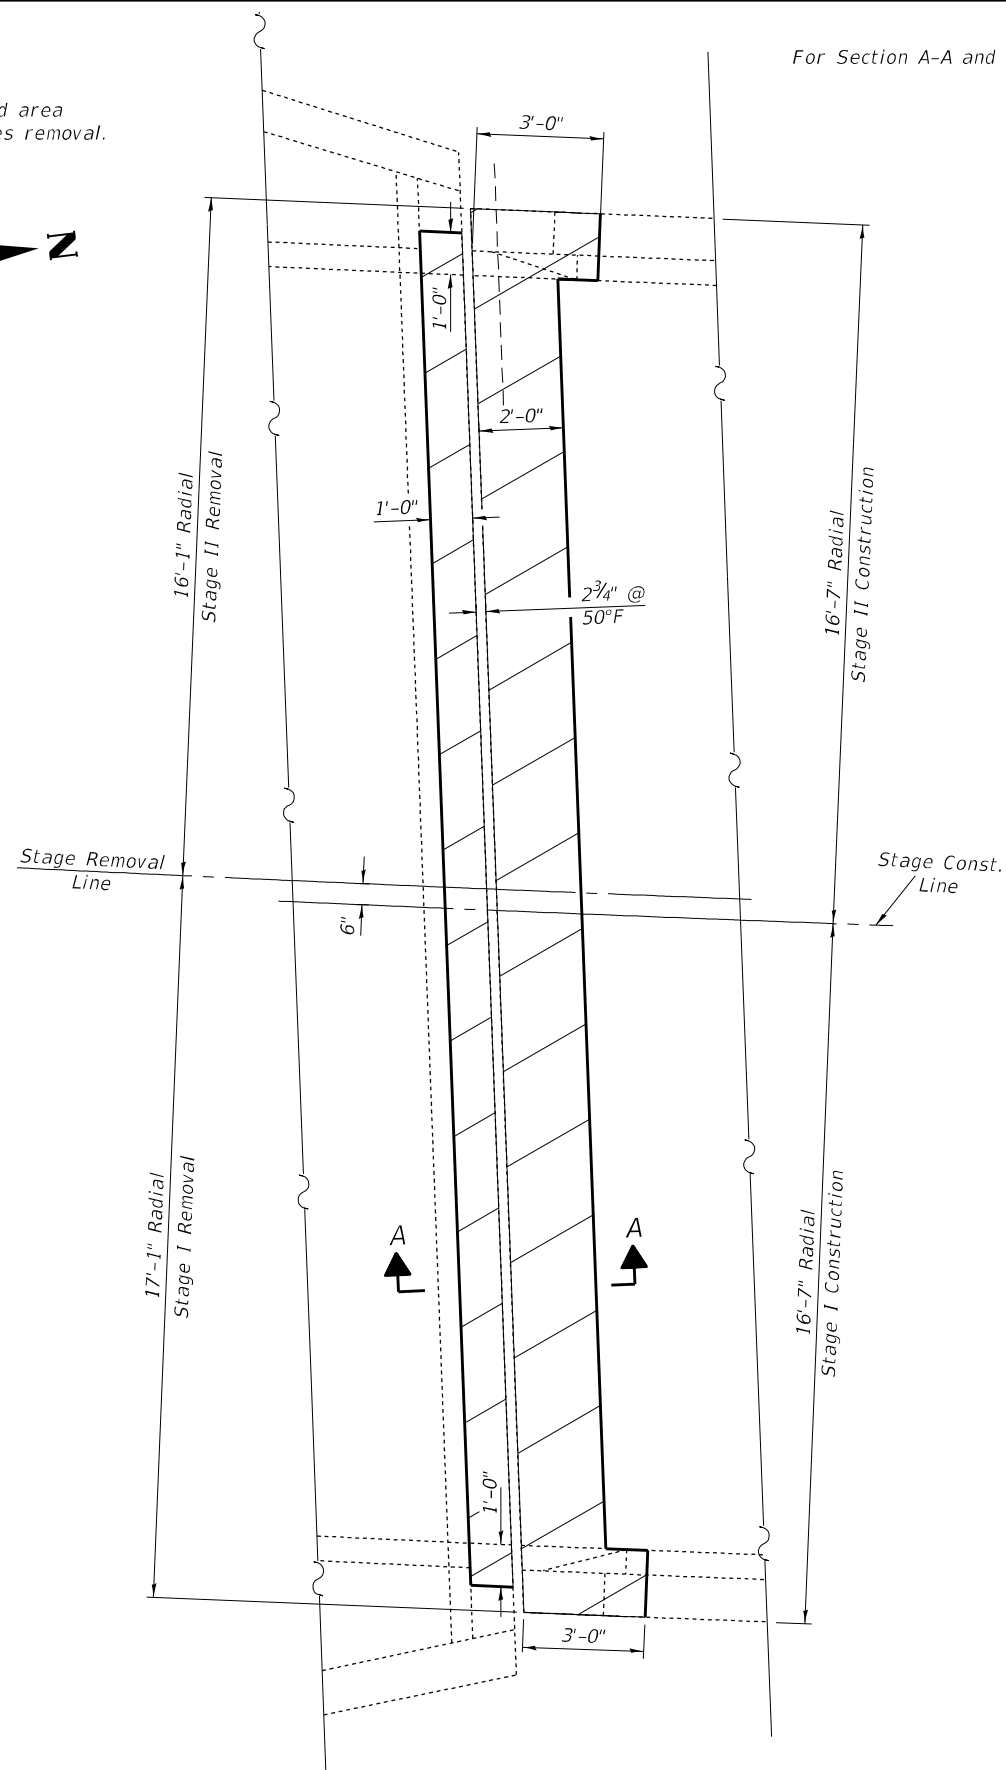 For Section A-A and
d area
es removal.
3'-0"
N
1'-0"
2'-0"
1'-0"
16'-1" Radial
Stage II Removal
16'-7" Radial
Stage II Construction
2¾" @
50°F
Stage Removal
Line
Stage Const.
Line
6"
17'-1" Radial
Stage I Removal
16'-7" Radial
Stage I Construction
A
A
1'-0"
3'-0"